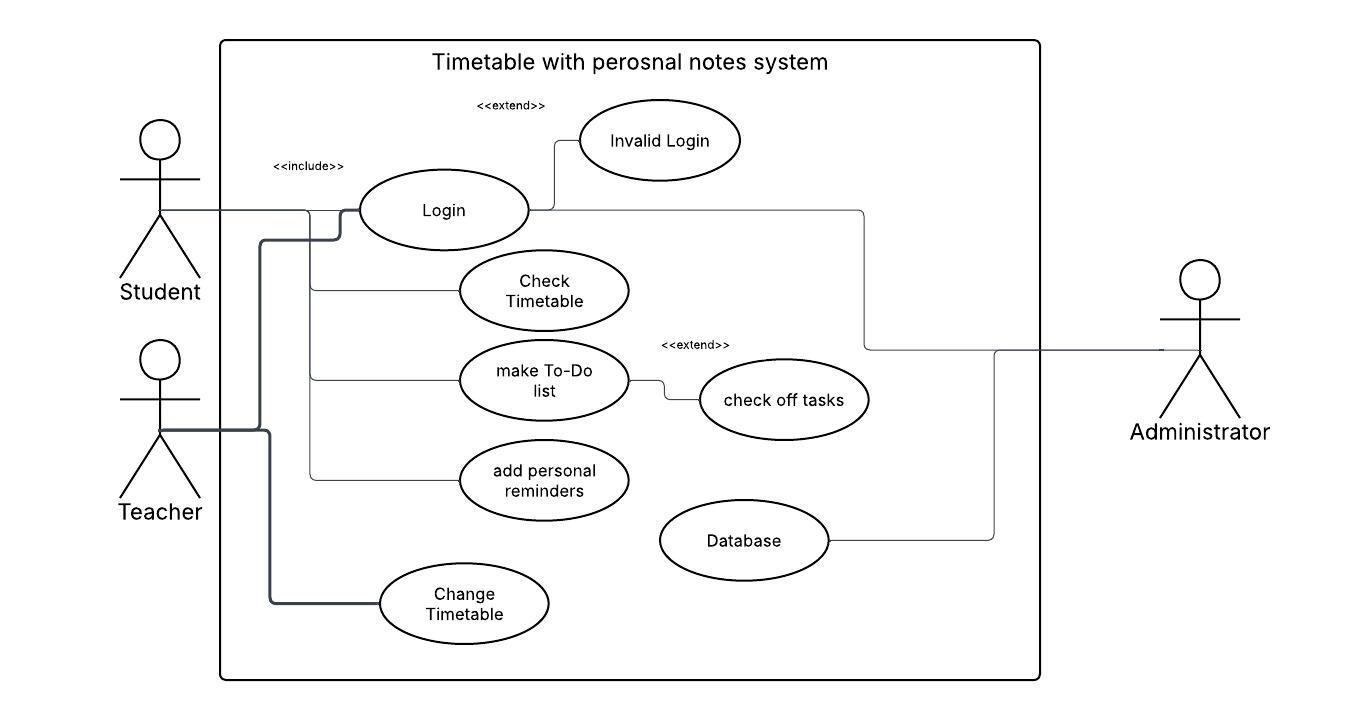 Timetable with perosnal notes system
<<extend>>
Invalid Login
<<include>>
Login
Check
Timetable
Student
<<extend>>
make To-Do
list
check off tasks
Administrator
add personal
reminders
Teacher
Database
Change
Timetable